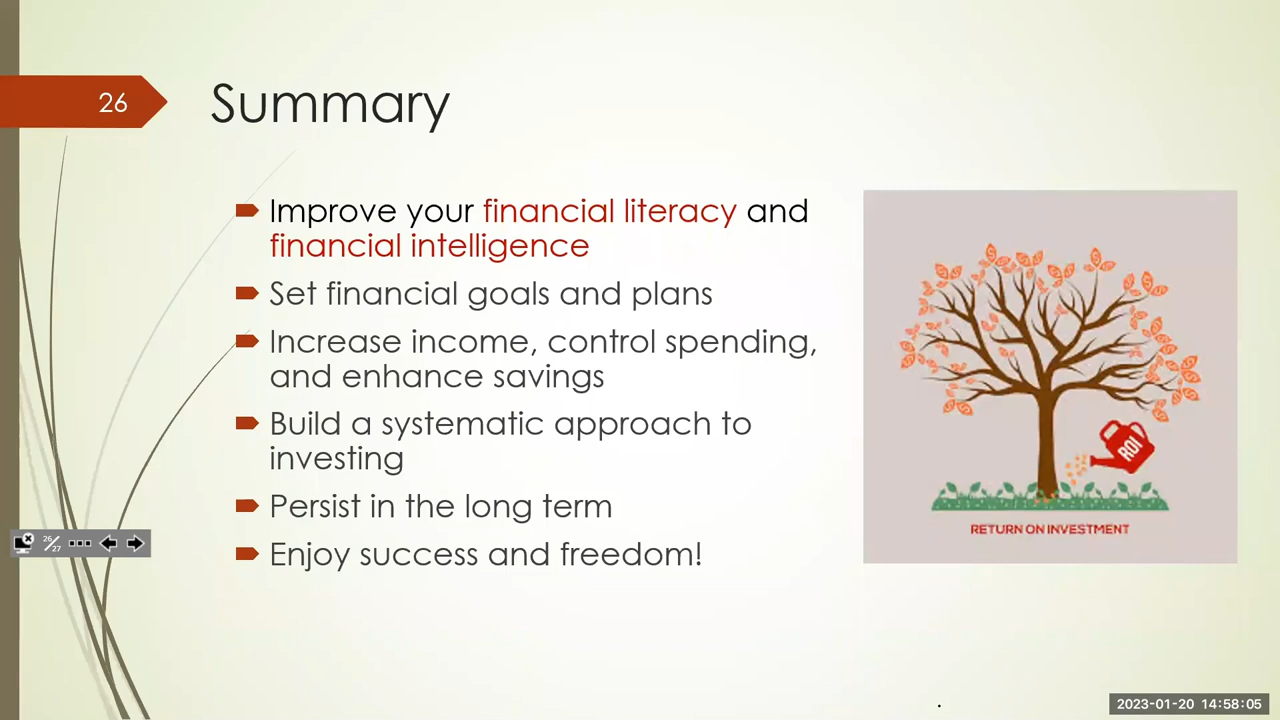 26
Summary
Improve your financial literacy and
financial intelligence
Set financial goals and plans
Increase income, control spending,
and enhance savings
Build a systematic approach to
investing
Persist in the long term
Enjoy success and freedom!
ROI
RETURN ON INVESTMENT
26/27
2023-01-20 14:58:05